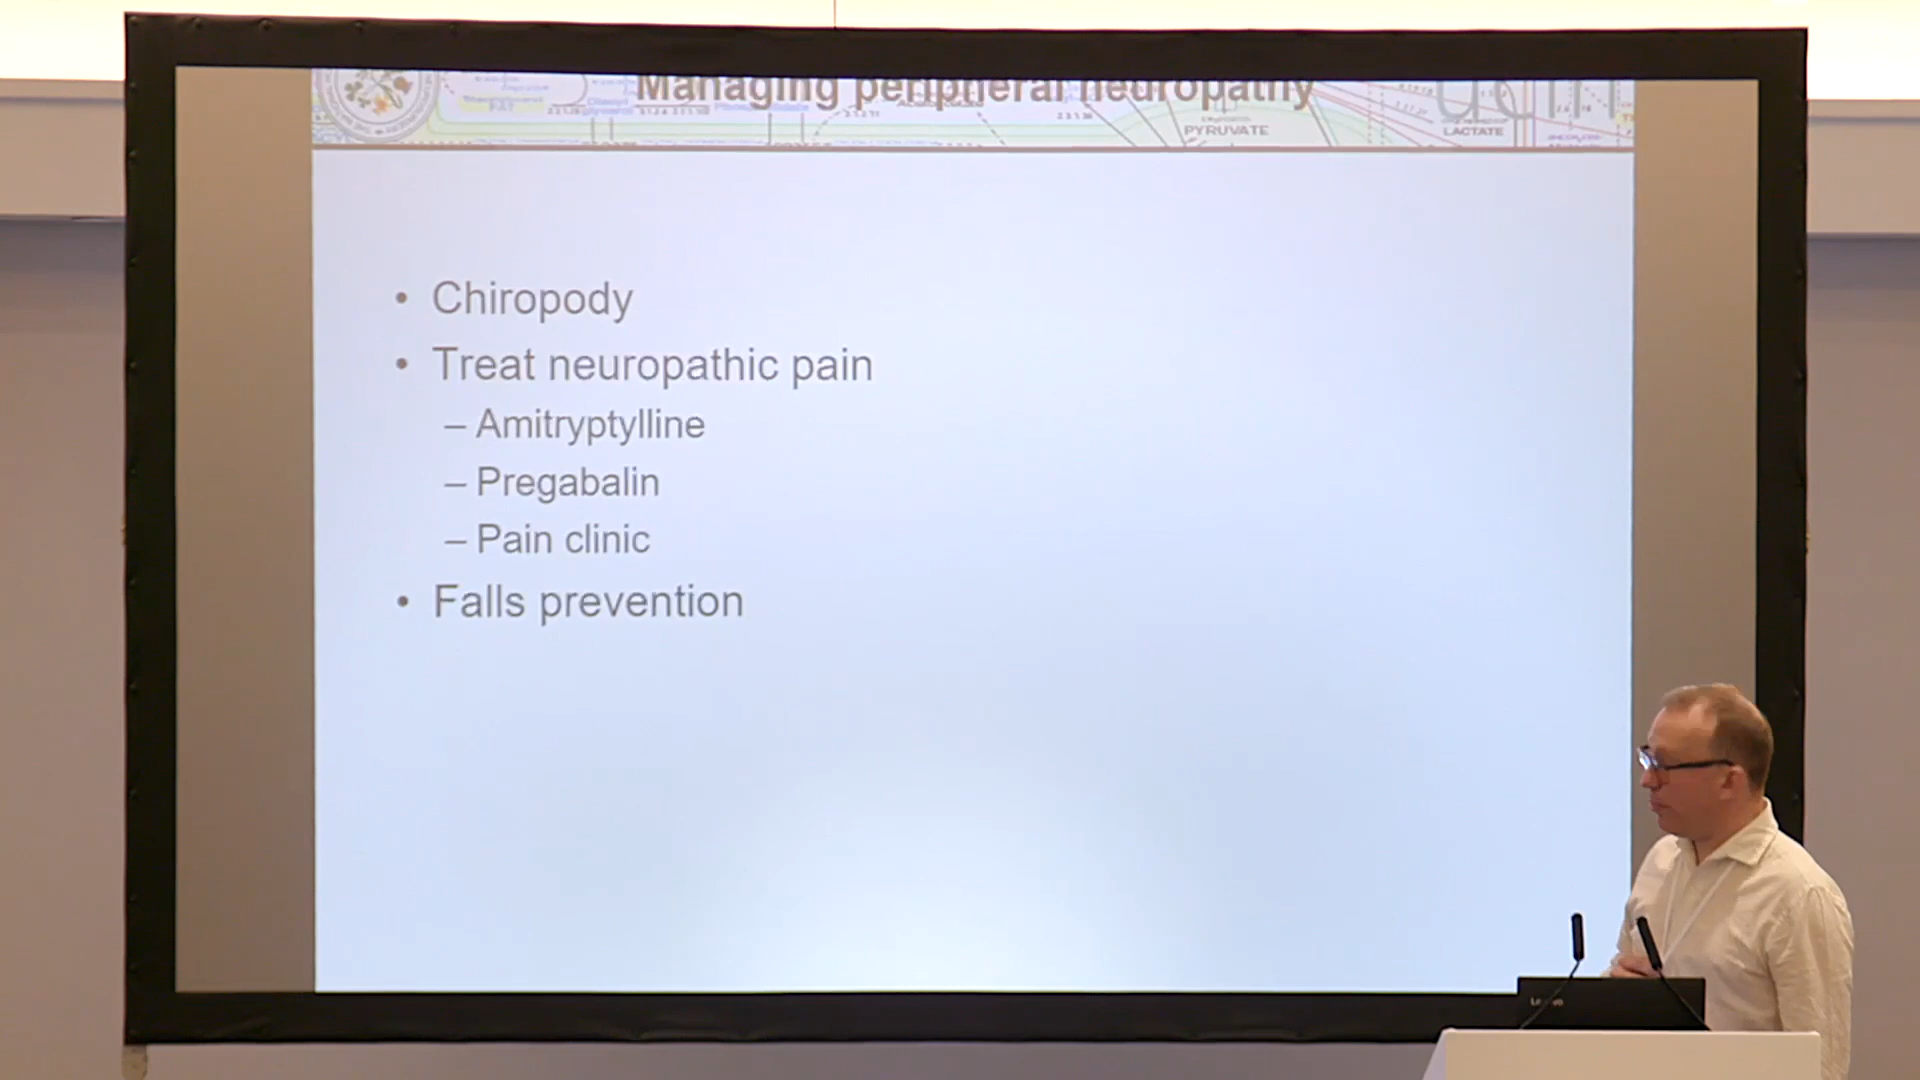 Managing peripheral neuropathy
PYRUVATE
LACTATE
• Chiropody
• Treat neuropathic pain
– Amitryptylline
– Pregabalin
– Pain clinic
• Falls prevention